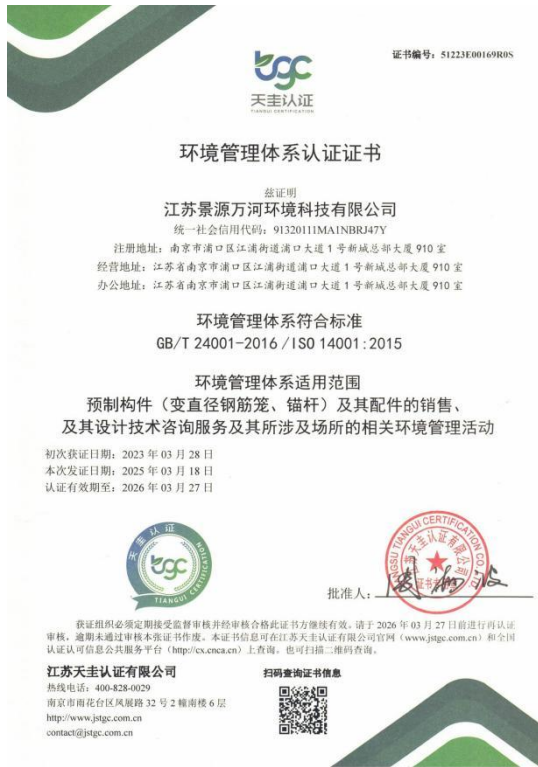 证书编号：51223E00169R0S
tgc
天圭认证
TIANGUI CERTIFICATION
环境管理体系认证证书
兹证明
江苏景源万河环境科技有限公司
统一社会信用代码：91320111MA1NBRJ47Y
注册地址：南京市浦口区江浦街道浦口大道1号新城总部大厦910室
经营地址：江苏省南京市浦口区江浦街道浦口大道1号新城总部大厦910室
办公地址：江苏省南京市浦口区江浦街道浦口大道1号新城总部大厦910室
环境管理体系符合标准
GB/T 24001-2016 /ISO 14001:2015
环境管理体系适用范围
预制构件（变直径钢筋笼、锚杆）及其配件的销售、
及其设计技术咨询服务及其所涉及场所的相关环境管理活动
初次获证日期：2023年03月28日
本次发证日期：2025年03月18日
认证有效期至：2026年03月27日
天圭认证
tgc
TIANGUI CERTIFICATION
JIANGSU TIANGUI CERTIFICATION CO., LTD
江苏天圭认证有限公司
证书专用章
批准人：
获证组织必须定期接受监督审核并经审核合格此证书方继续有效。请于2026年03月27日前进行再认证
审核，逾期未通过审核本张证书作废。本证书信息可在江苏天圭认证有限公司官网（www.jstgc.com.cn）和全国
认证认可信息公共服务平台（http://cx.cnca.cn）上查询，也可扫描二维码查询。
江苏天圭认证有限公司
热线电话：400-828-0029
南京市雨花台区凤展路32号2幢南楼6层
http://www.jstgc.com.cn
contact@jstgc.com.cn
扫码查询证书信息